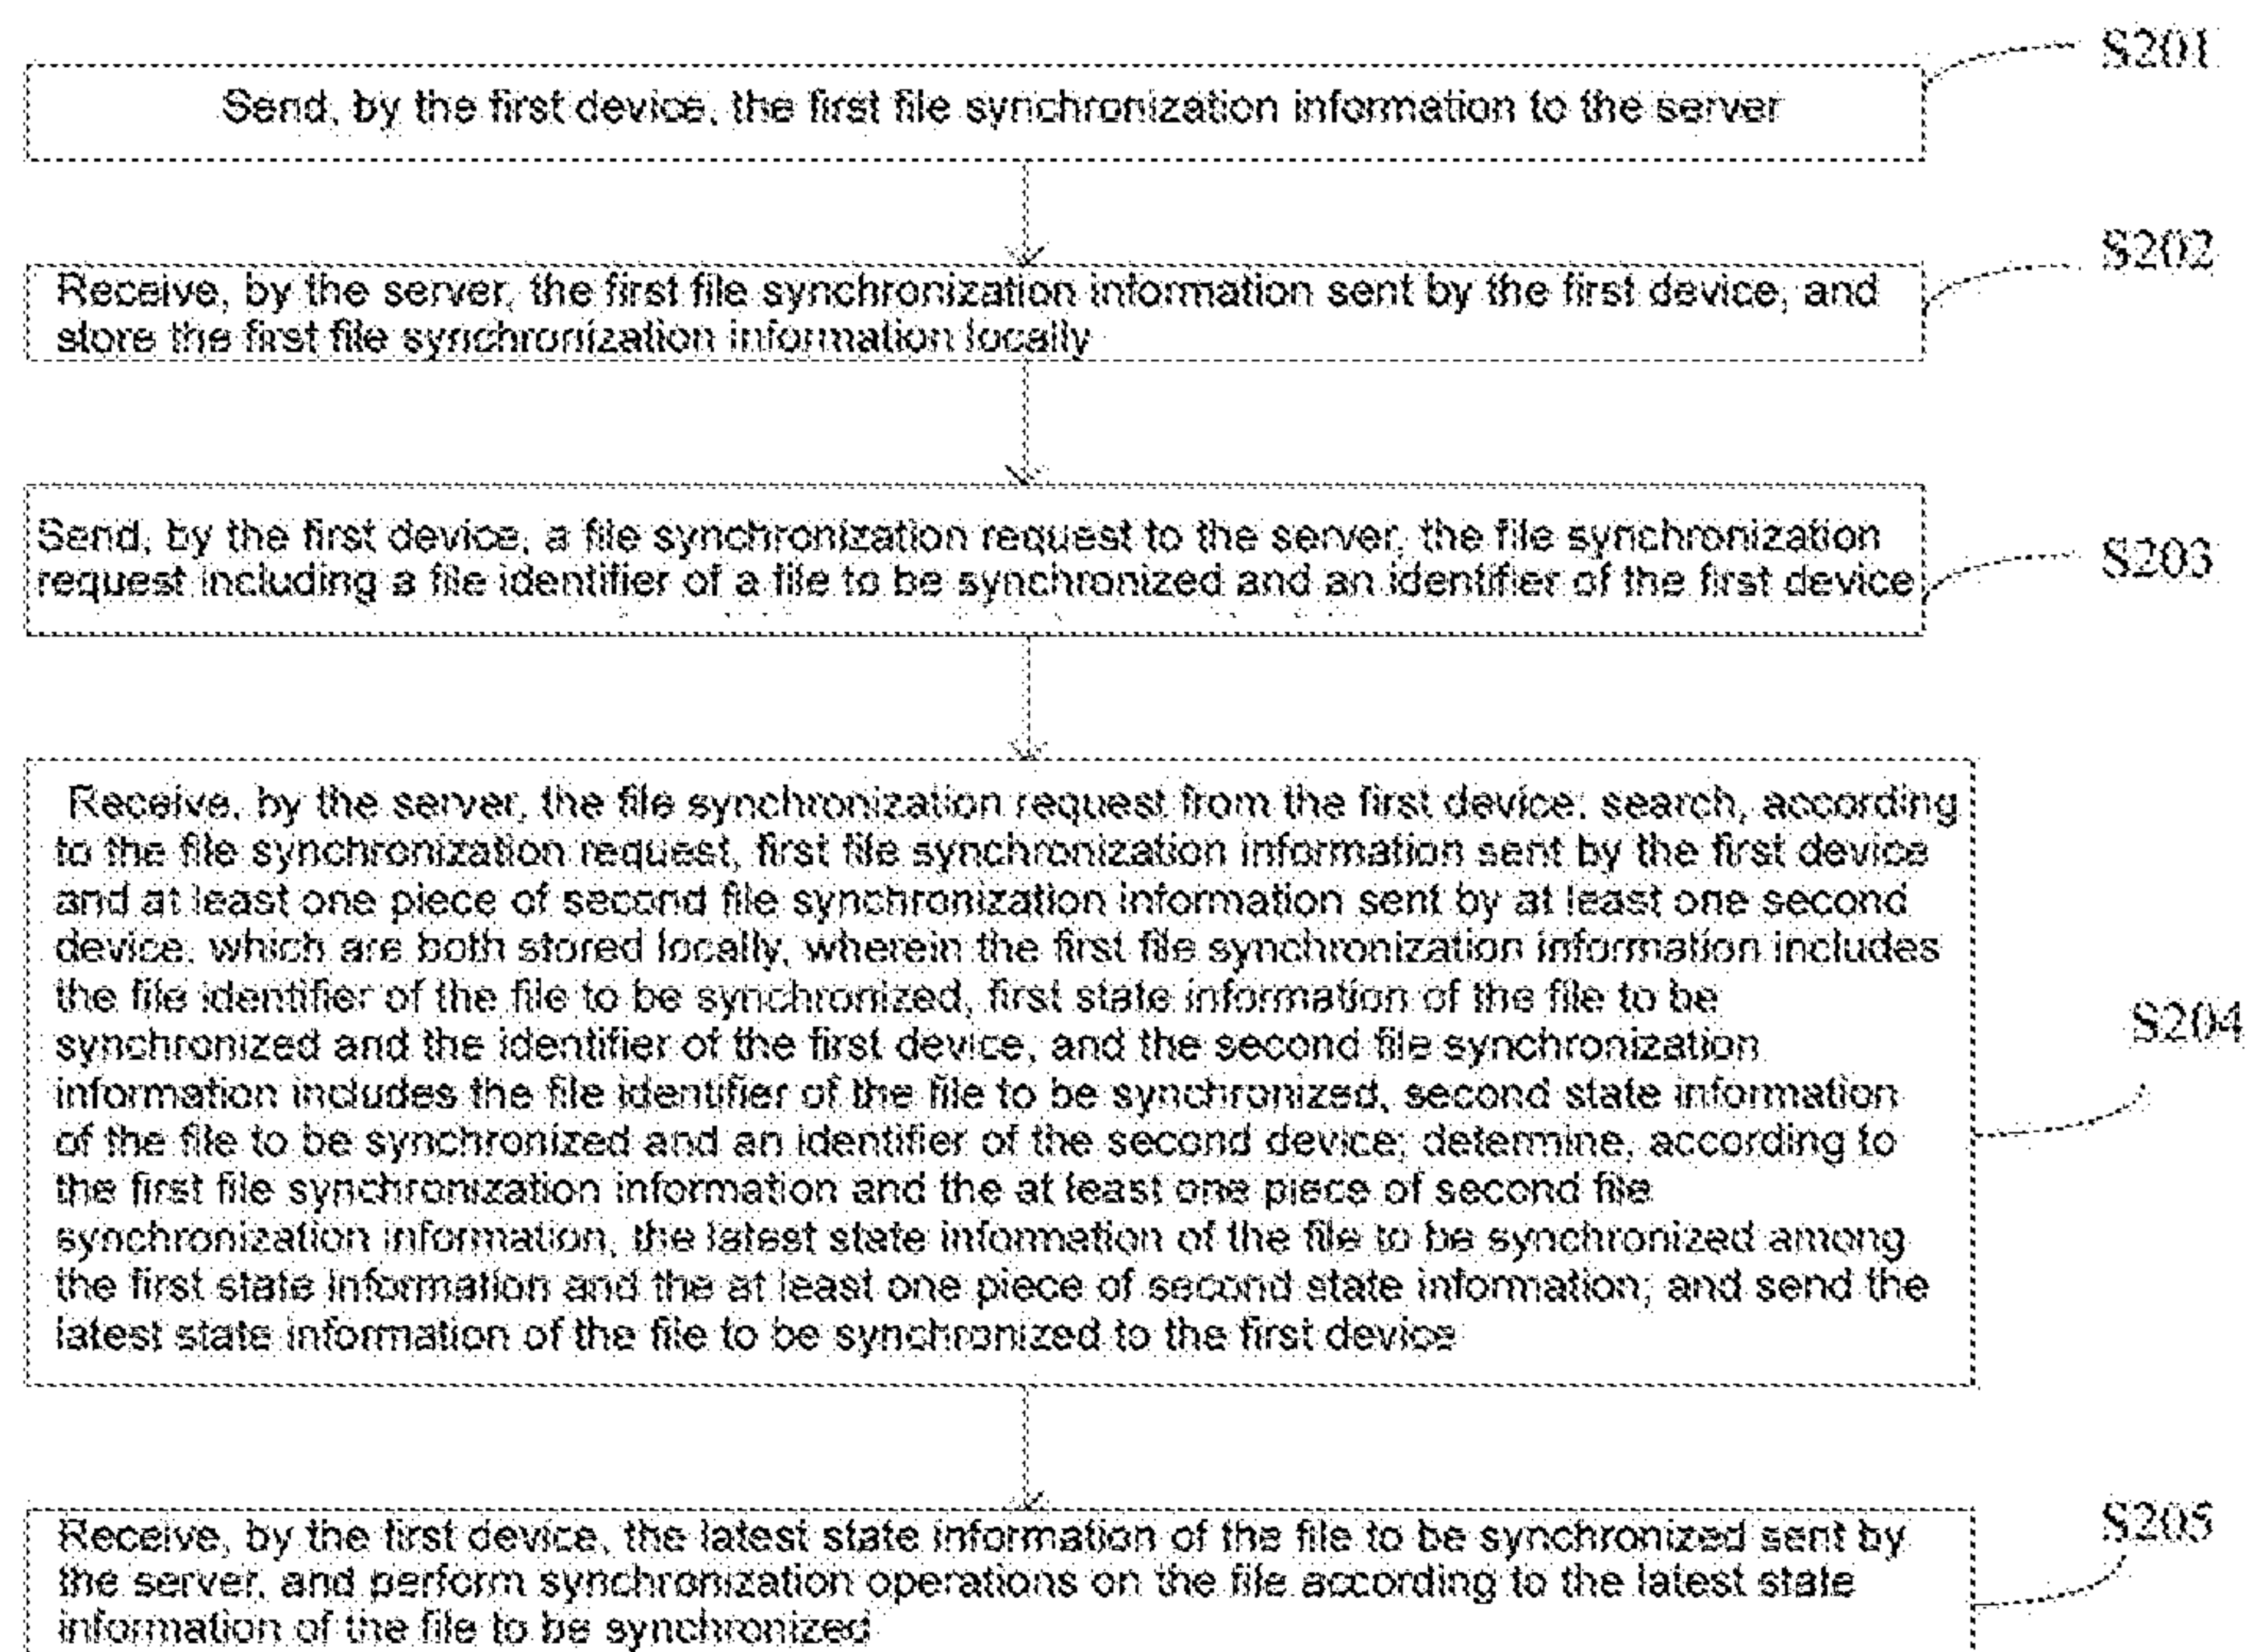 S201
Send, by the first device, the first file synchronization information to the server
S202
Receive, by the server, the first file synchronization information sent by the first device, and
store the first file synchronization information locally
Send, by the first device, a file synchronization request to the server, the file synchronization
request including a file identifier of a file to be synchronized and an identifier of the first device
S203
Receive, by the server, the file synchronization request from the first device; search, according
to the file synchronization request, first file synchronization information sent by the first device
and at least one piece of second file synchronization information sent by at least one second
device, which are both stored locally, wherein the first file synchronization information includes
the file identifier of the file to be synchronized, first state information of the file to be
synchronized and the identifier of the first device, and the second file synchronization
information includes the file identifier of the file to be synchronized, second state information
of the file to be synchronized and an identifier of the second device; determine, according to
the first file synchronization information and the at least one piece of second file
synchronization information, the latest state information of the file to be synchronized among
the first state information and the at least one piece of second state information; and send the
latest state information of the file to be synchronized to the first device
S204
S205
Receive, by the first device, the latest state information of the file to be synchronized sent by
the server, and perform synchronization operations on the file according to the latest state
information of the file to be synchronized